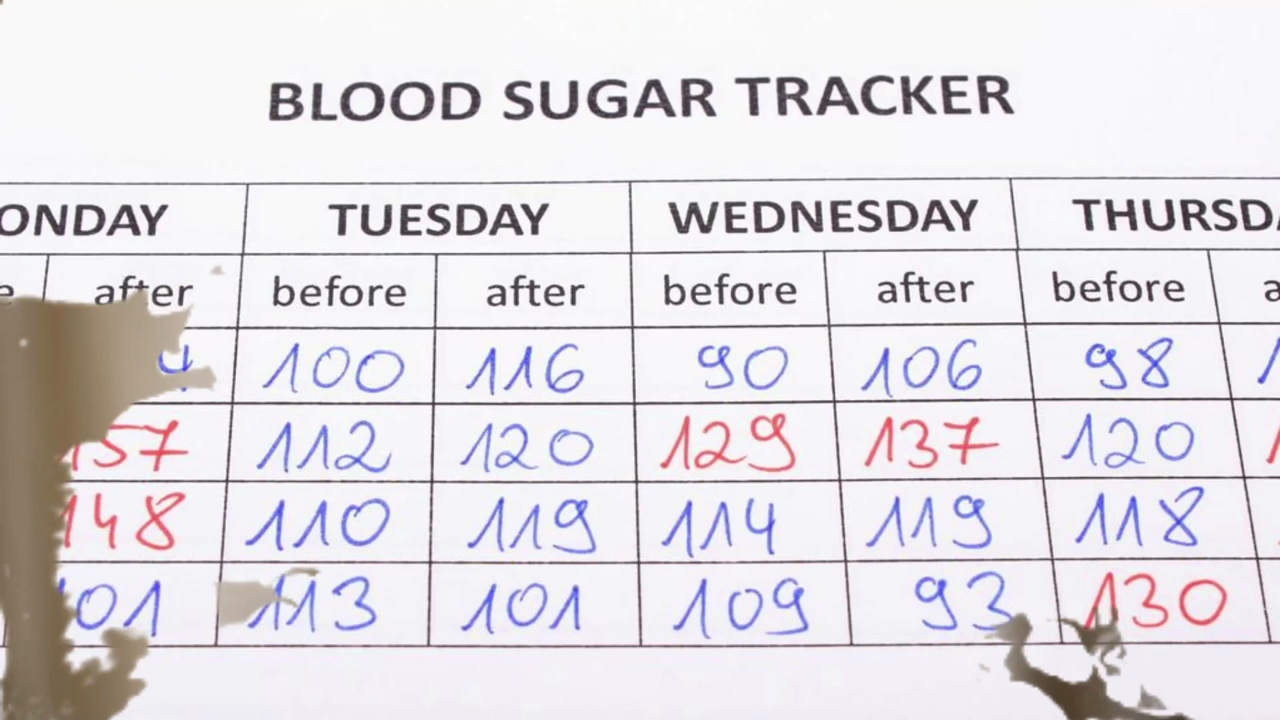 BLOOD SUGAR TRACKER
ONDAY TUESDAY WEDNESDAY THURSDA
after before after before after before
100 116 90 106 98
157 112 120 129 137 120
148 110 119 114 119 118
101 113 101 109 93 130